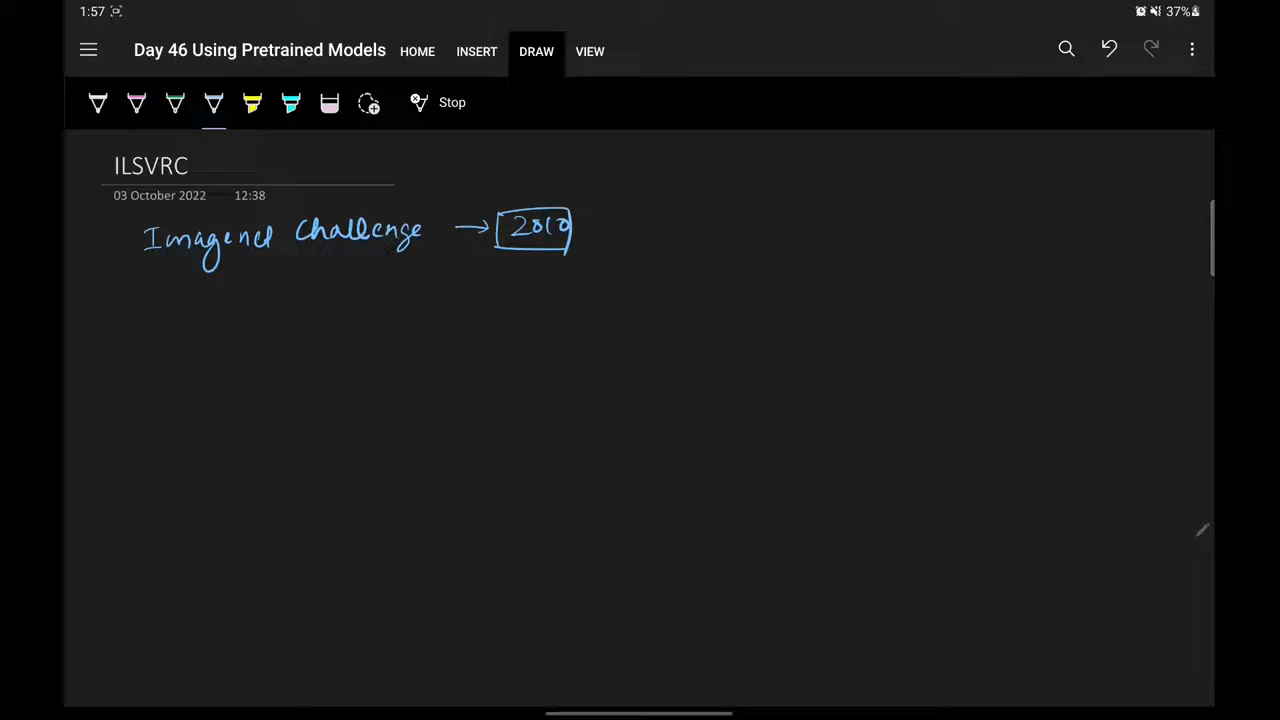 1:57 37%
Day 46 Using Pretrained Models HOME INSERT DRAW VIEW
Stop
ILSVRC
03 October 2022 12:38
Imagenet Challenge → 2010